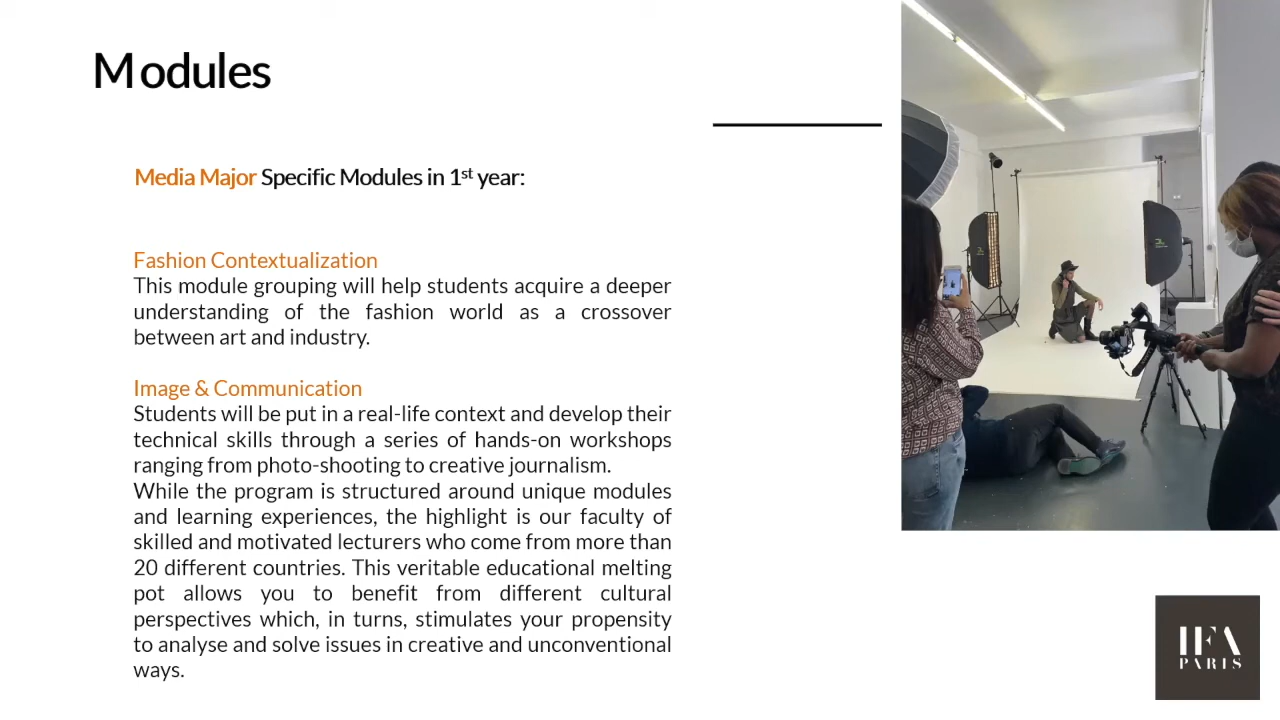 Modules
Media Major Specific Modules in 1st year:
Fashion Contextualization
This module grouping will help students acquire a deeper
understanding of the fashion world as a crossover
between art and industry.
Image & Communication
Students will be put in a real-life context and develop their
technical skills through a series of hands-on workshops
ranging from photo-shooting to creative journalism.
While the program is structured around unique modules
and learning experiences, the highlight is our faculty of
skilled and motivated lecturers who come from more than
20 different countries. This veritable educational melting
pot allows you to benefit from different cultural
perspectives which, in turns, stimulates your propensity
to analyse and solve issues in creative and unconventional
ways.
IFA
PARIS